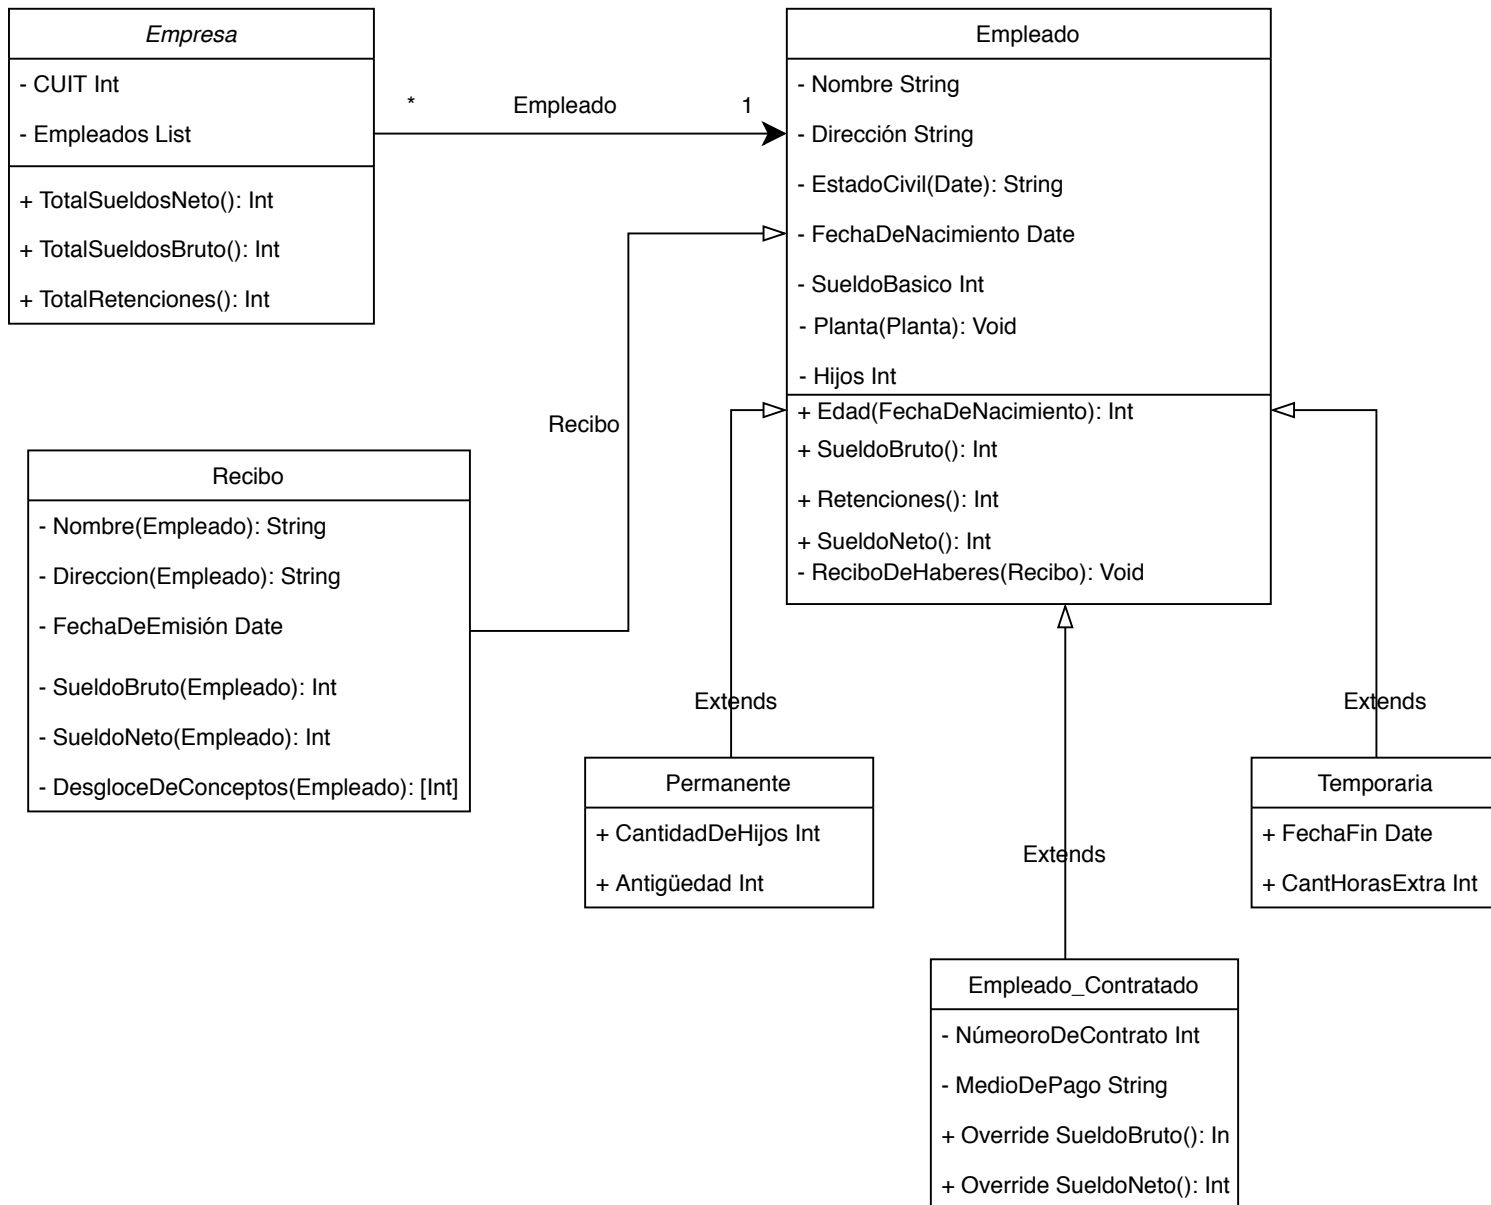 Empresa
- CUIT Int
- Empleados List
+ TotalSueldosNeto(): Int
+ TotalSueldosBruto(): Int
+ TotalRetenciones(): Int
*
Empleado
1
Empleado
- Nombre String
- Dirección String
- EstadoCivil(Date): String
- FechaDeNacimiento Date
- SueldoBasico Int
- Planta(Planta): Void
- Hijos Int
+ Edad(FechaDeNacimiento): Int
+ SueldoBruto(): Int
+ Retenciones(): Int
+ SueldoNeto(): Int
- ReciboDeHaberes(Recibo): Void
Recibo
Recibo
- Nombre(Empleado): String
- Direccion(Empleado): String
- FechaDeEmisión Date
- SueldoBruto(Empleado): Int
- SueldoNeto(Empleado): Int
- DesgloceDeConceptos(Empleado): [Int]
Extends
Permanente
+ CantidadDeHijos Int
+ Antigüedad Int
Extends
Empleado_Contratado
- NúmeoroDeContrato Int
- MedioDePago String
+ Override SueldoBruto(): In
+ Override SueldoNeto(): Int
Extends
Temporaria
+ FechaFin Date
+ CantHorasExtra Int